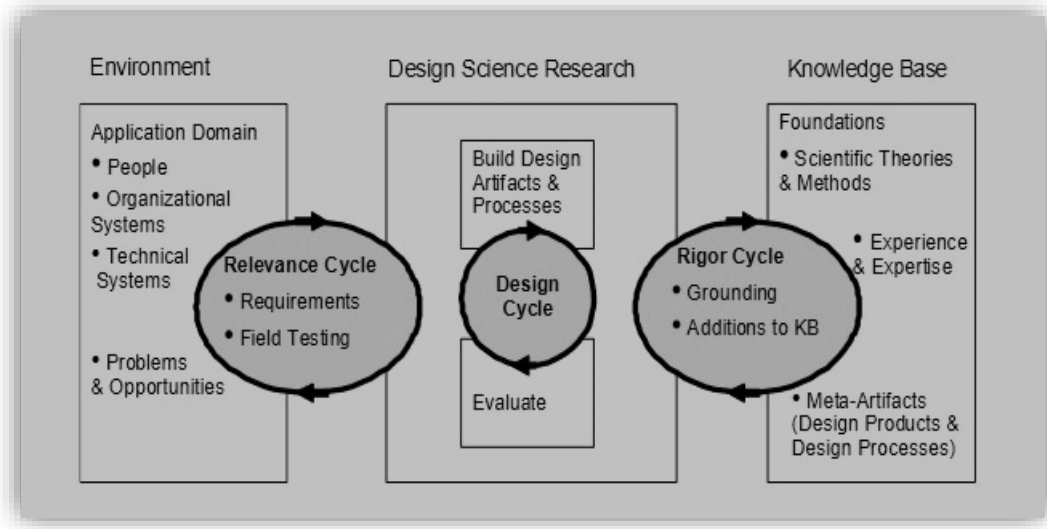 Environment
Design Science Research
Knowledge Base
Application Domain
• People
• Organizational
Systems
• Technical
Systems
• Problems
& Opportunities
Relevance Cycle
• Requirements
• Field Testing
Build Design
Artifacts &
Processes
Design
Cycle
Evaluate
Rigor Cycle
• Grounding
• Additions to KB
Foundations
• Scientific Theories
& Methods
• Experience
& Expertise
• Meta-Artifacts
(Design Products &
Design Processes)